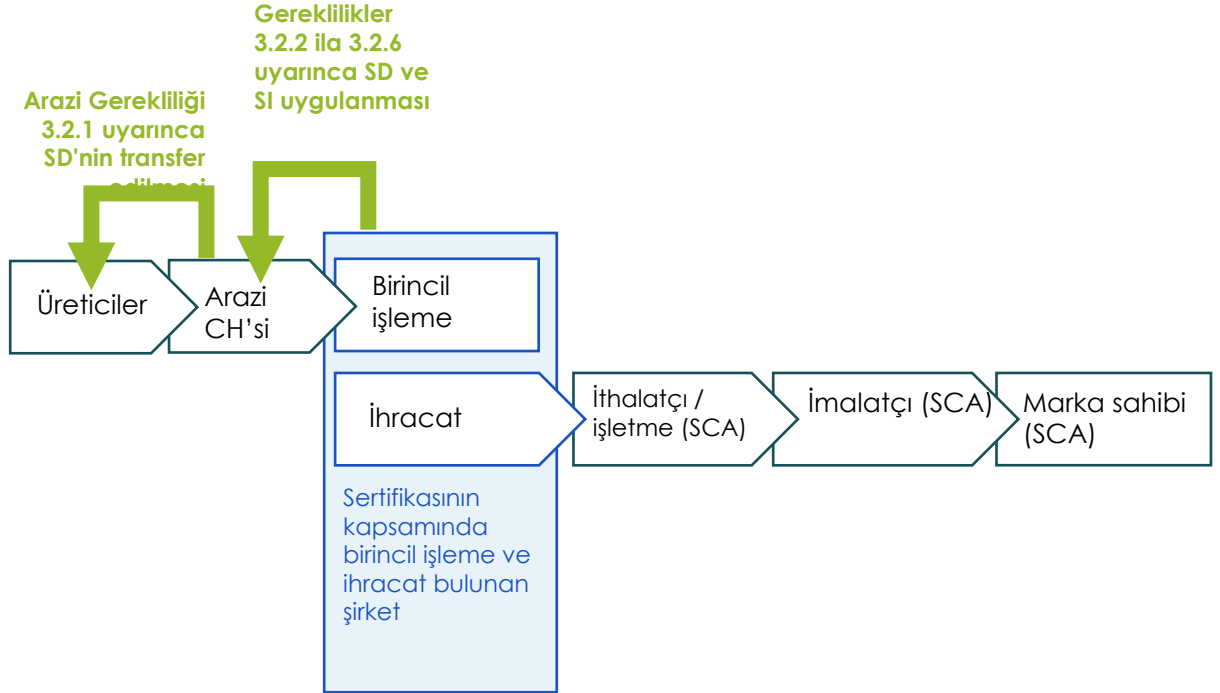 Gereklilikler
3.2.2 ila 3.2.6
uyarınca SD ve
SI uygulanması
Arazi Gerekliliği
3.2.1 uyarınca
SD'nin transfer
edilmesi
Üreticiler
Arazi
CH’si
Birincil
işleme
İhracat
İthalatçı /
işletme (SCA)
İmalatçı (SCA)
Marka sahibi
(SCA)
Sertifikasının
kapsamında
birincil işleme ve
ihracat bulunan
şirket